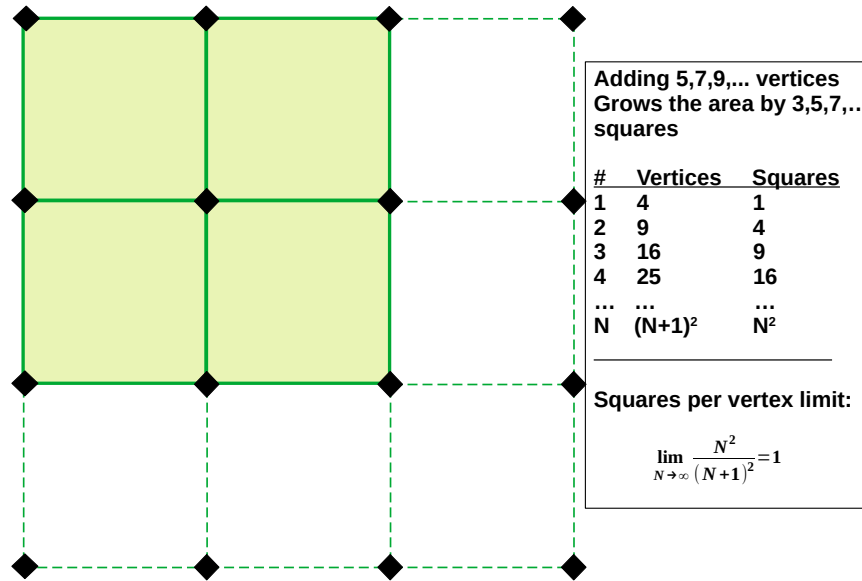 Adding 5,7,9,... vertices
Grows the area by 3,5,7,...
squares
# Vertices Squares
1 4 1
2 9 4
3 16 9
4 25 16
... ... ...
N (N+1)² N²
Squares per vertex limit:
lim N→∞ N²/(N+1)² = 1